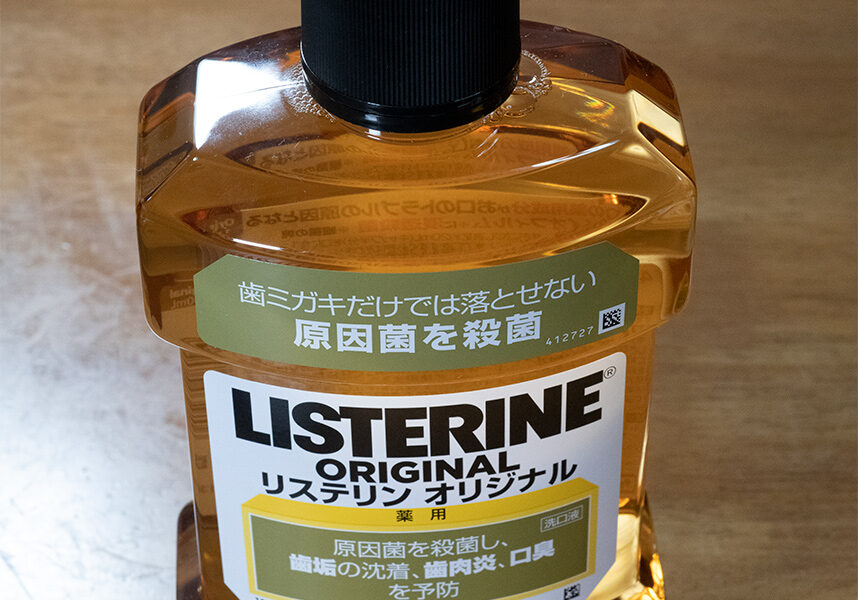 歯ミガキだけでは落とせない
原因菌を殺菌
412727
LISTERINE®
ORIGINAL
リステリン オリジナル
薬用
洗口液
原因菌を殺菌し、
歯垢の沈着、歯肉炎、口臭
を予防